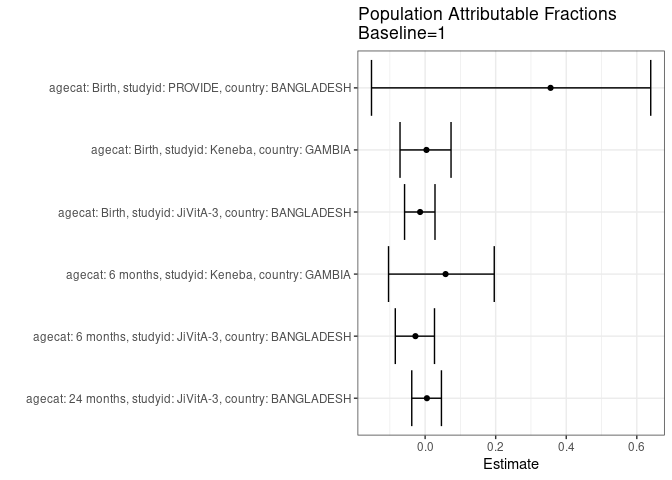 Population Attributable Fractions
Baseline=1
agecat: Birth, studyid: PROVIDE, country: BANGLADESH
agecat: Birth, studyid: Keneba, country: GAMBIA
agecat: Birth, studyid: JiVitA-3, country: BANGLADESH
agecat: 6 months, studyid: Keneba, country: GAMBIA
agecat: 6 months, studyid: JiVitA-3, country: BANGLADESH
agecat: 24 months, studyid: JiVitA-3, country: BANGLADESH
0.0 0.2 0.4 0.6
Estimate